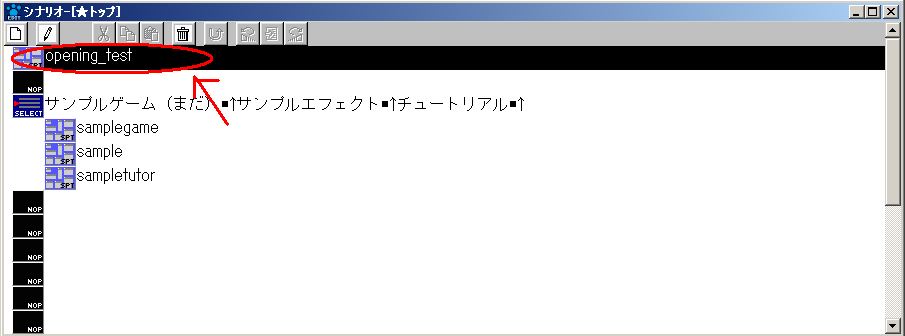 EDIT シナリオ-[★トップ]
SPT opening_test
NOP
SELECT サンプルゲーム（まだ）■↑サンプルエフェクト■↑チュートリアル■↑
SPT samplegame
SPT sample
SPT sampletutor
NOP
NOP
NOP
NOP
NOP
NOP